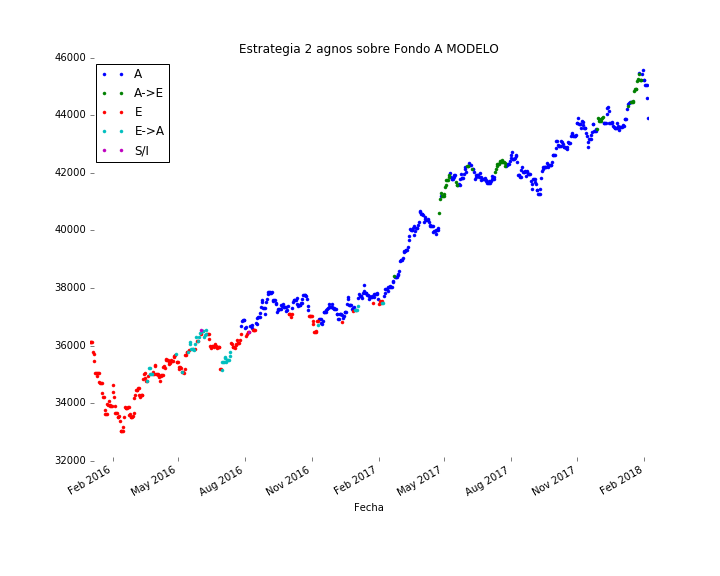 Estrategia 2 agnos sobre Fondo A MODELO
46000
44000
42000
40000
38000
36000
34000
32000
A
A->E
E
E->A
S/I
Feb 2016
May 2016
Aug 2016
Nov 2016
Feb 2017
May 2017
Aug 2017
Nov 2017
Feb 2018
Fecha